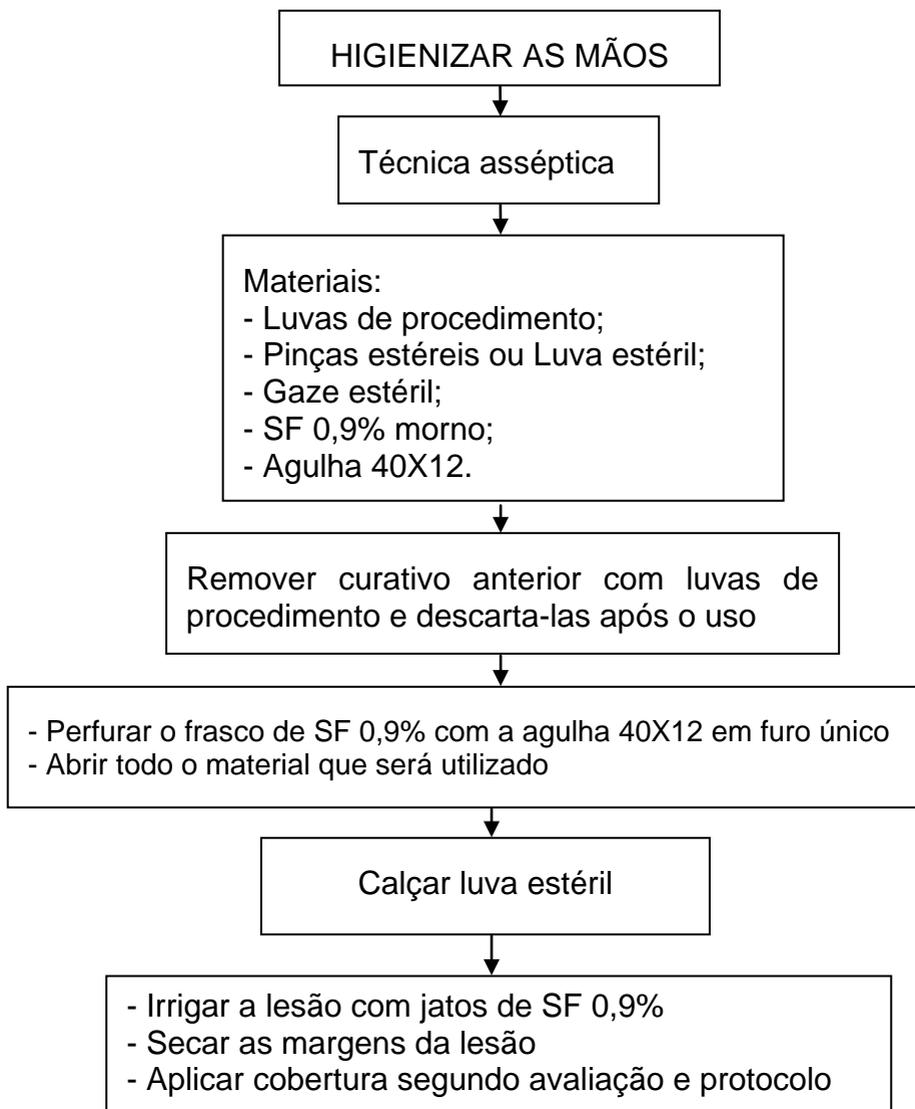 HIGIENIZAR AS MÃOS
Técnica asséptica
Materiais:
- Luvas de procedimento;
- Pinças estéreis ou Luva estéril;
- Gaze estéril;
- SF 0,9% morno;
- Agulha 40X12.
Remover curativo anterior com luvas de
procedimento e descarta-las após o uso
- Perfurar o frasco de SF 0,9% com a agulha 40X12 em furo único
- Abrir todo o material que será utilizado
Calçar luva estéril
- Irrigar a lesão com jatos de SF 0,9%
- Secar as margens da lesão
- Aplicar cobertura segundo avaliação e protocolo